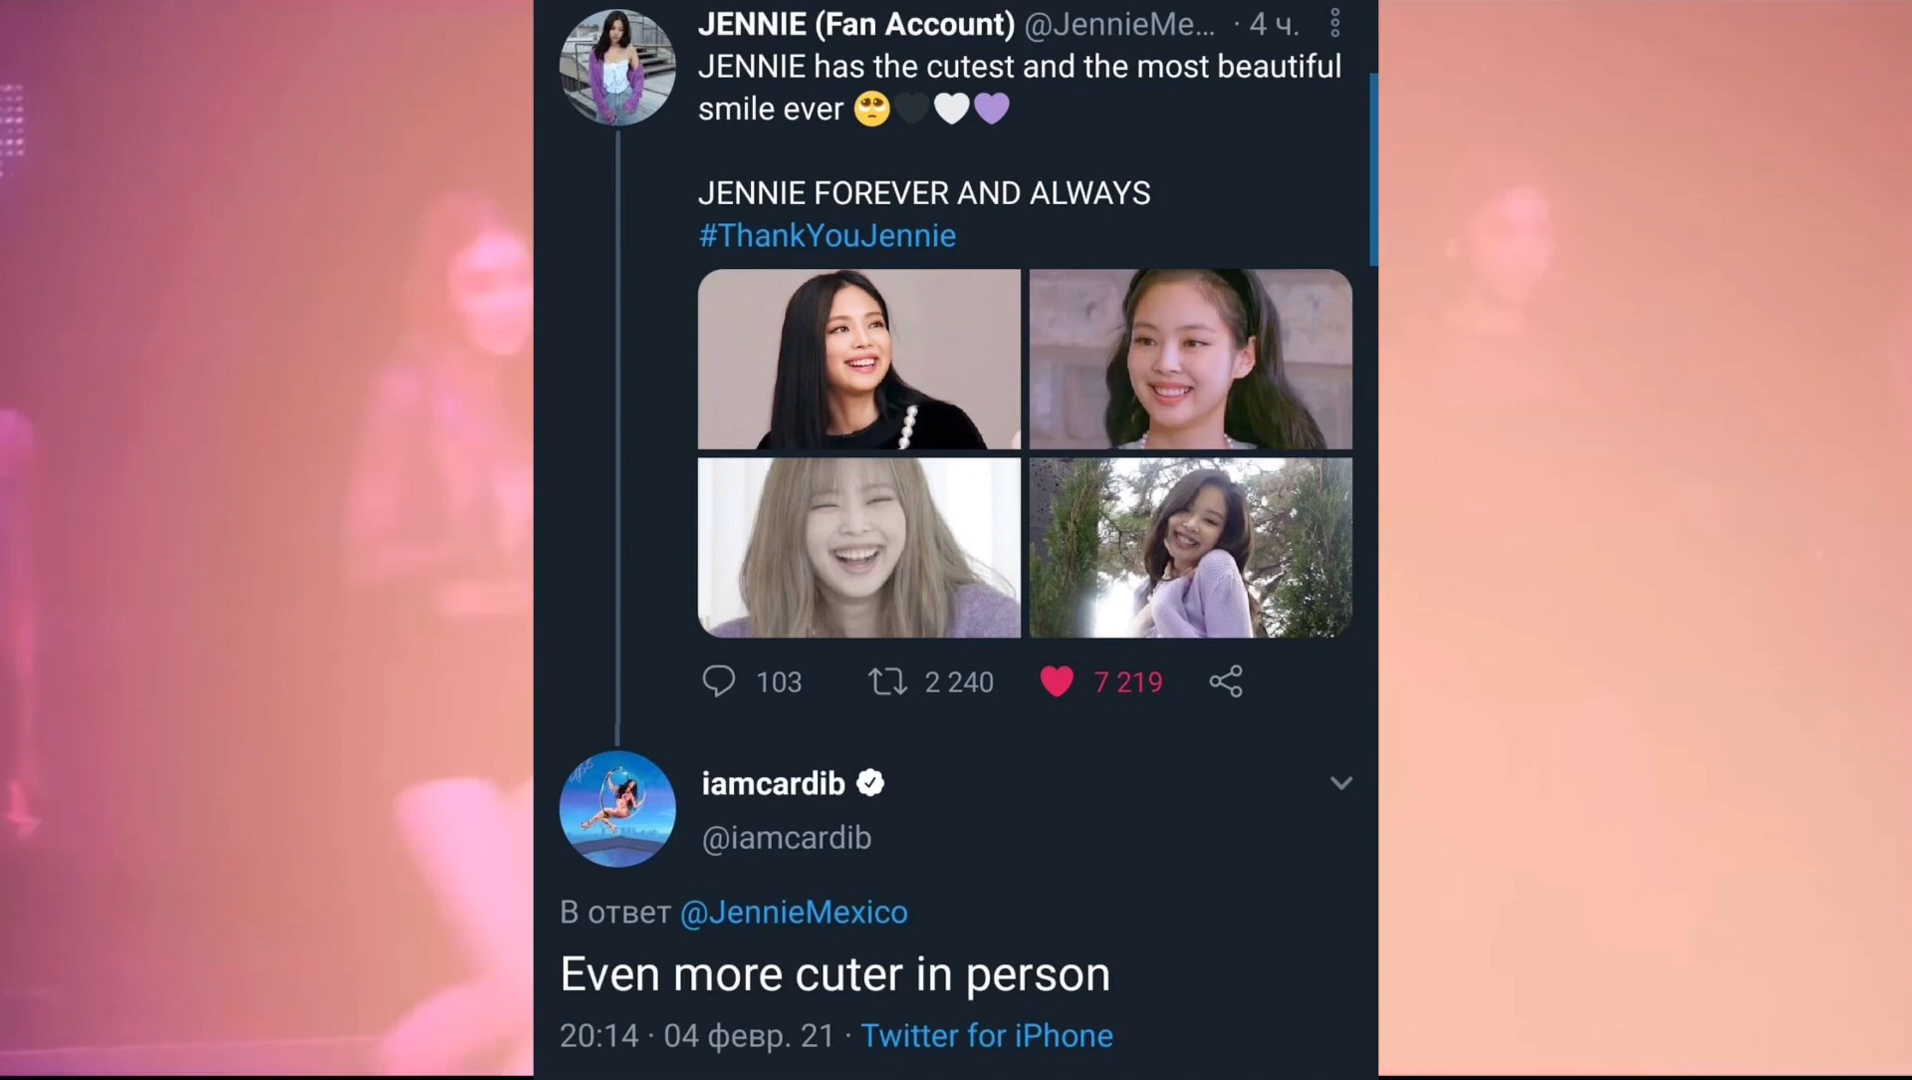 JENNIE (Fan Account) @JennieMe... · 4 ч.
JENNIE has the cutest and the most beautiful
smile ever 🥺🖤🤍💜
JENNIE FOREVER AND ALWAYS
#ThankYouJennie
103 2 240 7 219
iamcardib
@iamcardib
В ответ @JennieMexico
Even more cuter in person
20:14 · 04 февр. 21 · Twitter for iPhone